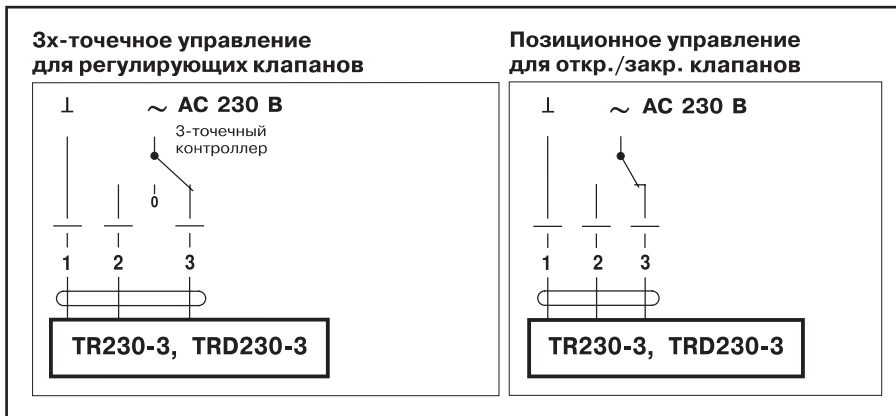 3х-точечное управление
для регулирующих клапанов
⊥ ~ AC 230 В
3-точечный
контроллер
0
1 2 3
TR230-3, TRD230-3
Позиционное управление
для откр./закр. клапанов
⊥ ~ AC 230 В
1 2 3
TR230-3, TRD230-3